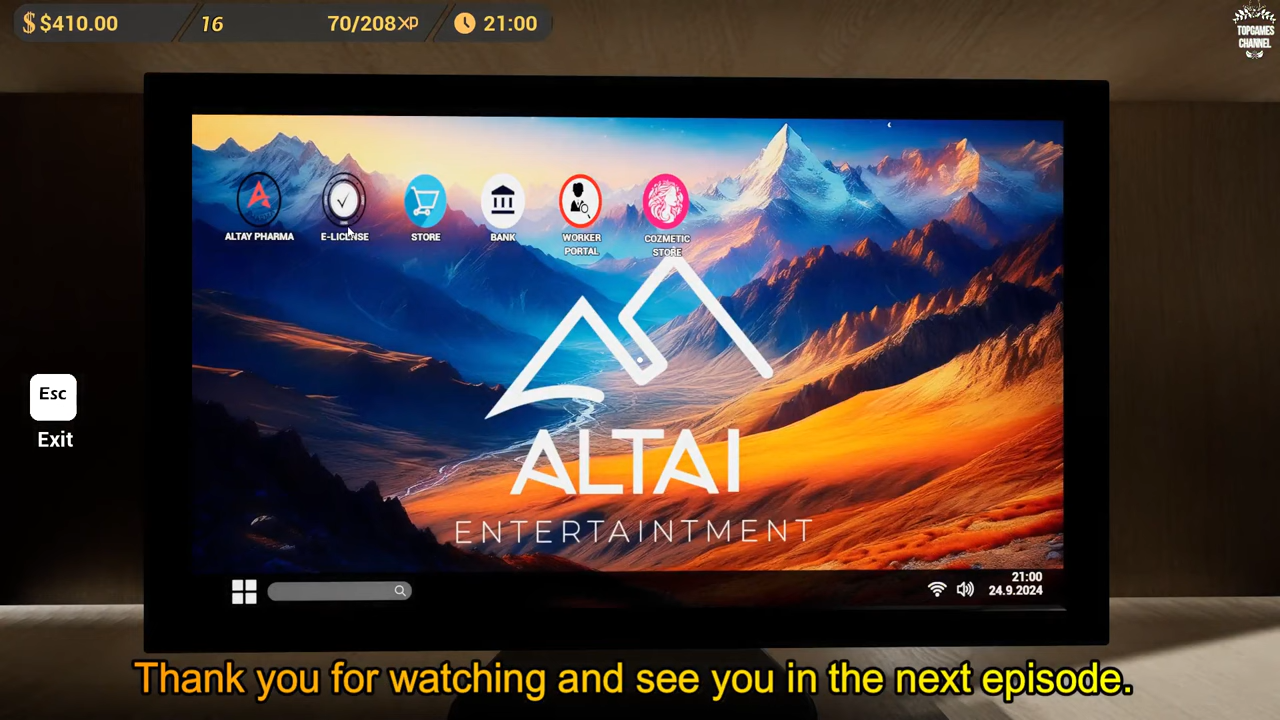 $410.00
16
70/208XP
21:00
TOPGAMES
CHANNEL
ALTAY PHARMA
E-LICENSE
STORE
BANK
WORKER
PORTAL
COZMETIC
STORE
Esc
Exit
ALTAI
ENTERTAINTMENT
21:00
24.9.2024
Thank you for watching and see you in the next episode.